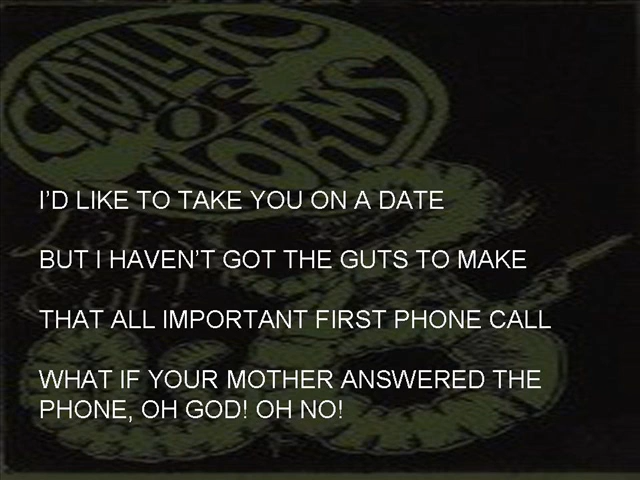 CADILLAC
OF
WORMS
I’D LIKE TO TAKE YOU ON A DATE
BUT I HAVEN’T GOT THE GUTS TO MAKE
THAT ALL IMPORTANT FIRST PHONE CALL
WHAT IF YOUR MOTHER ANSWERED THE
PHONE, OH GOD! OH NO!